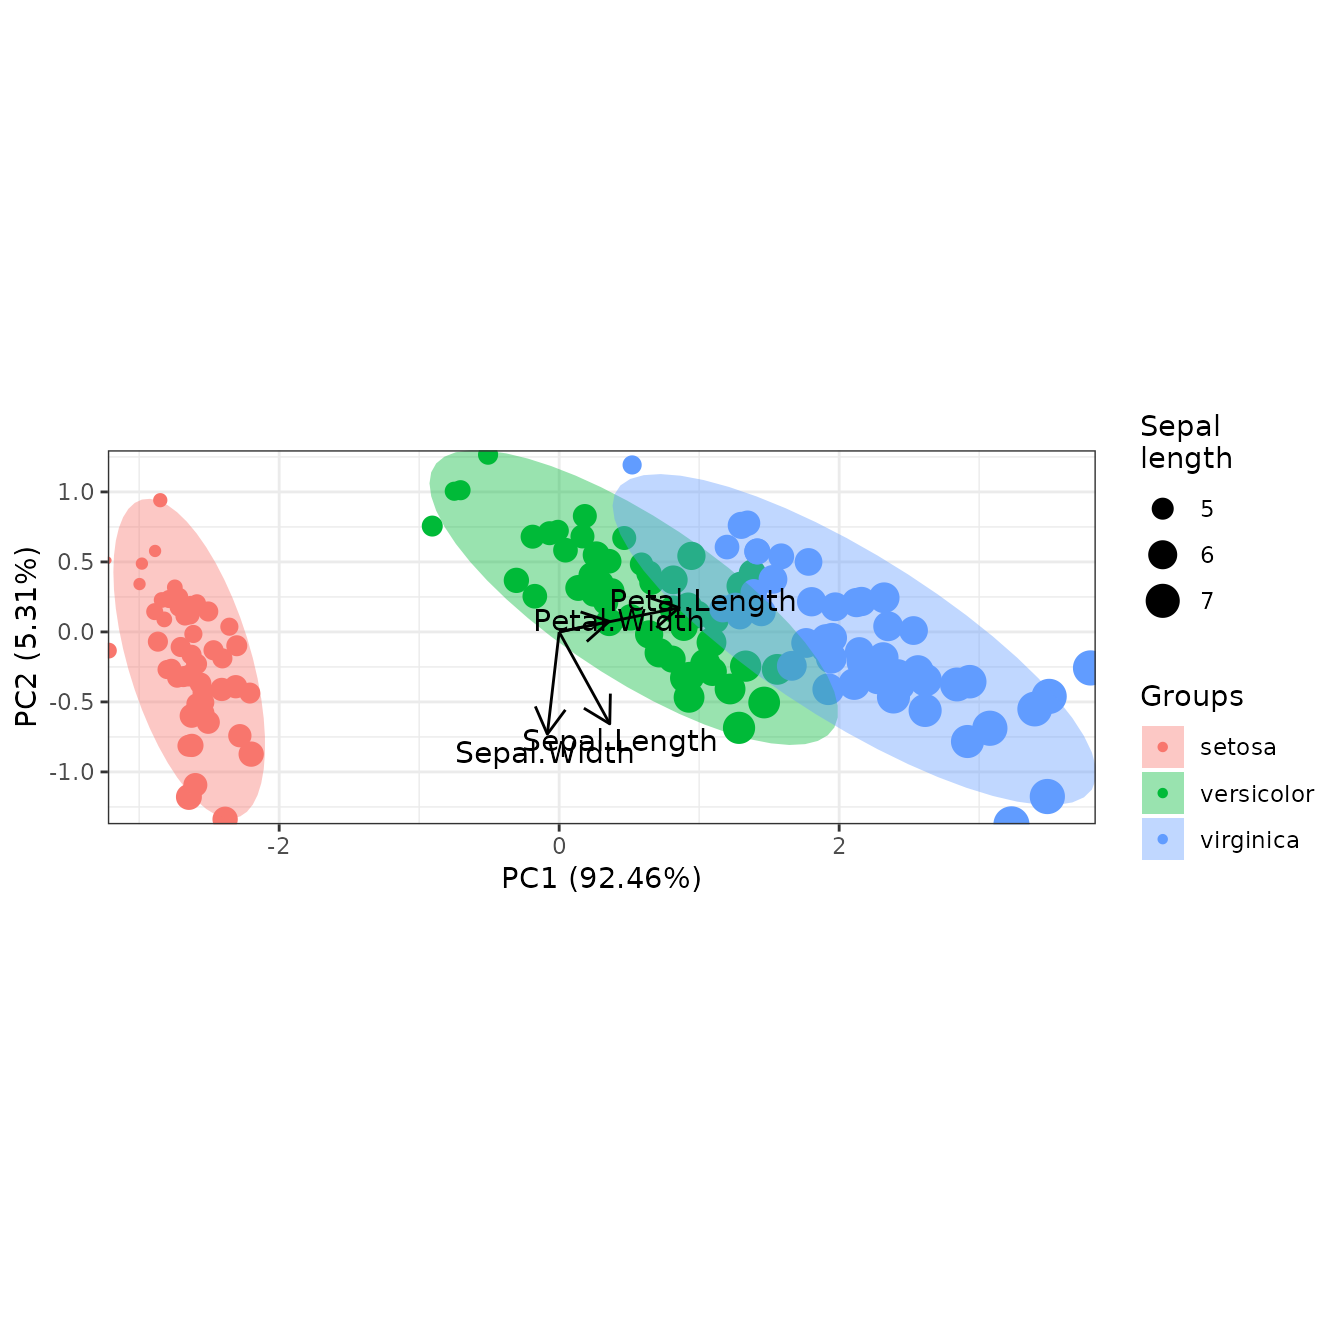 1.0
0.5
0.0
-0.5
-1.0
PC2 (5.31%)
Petal.Length
Petal.Width
Sepal.Length
Sepal.Width
-2
0
2
PC1 (92.46%)
Sepal
length
5
6
7
Groups
setosa
versicolor
virginica